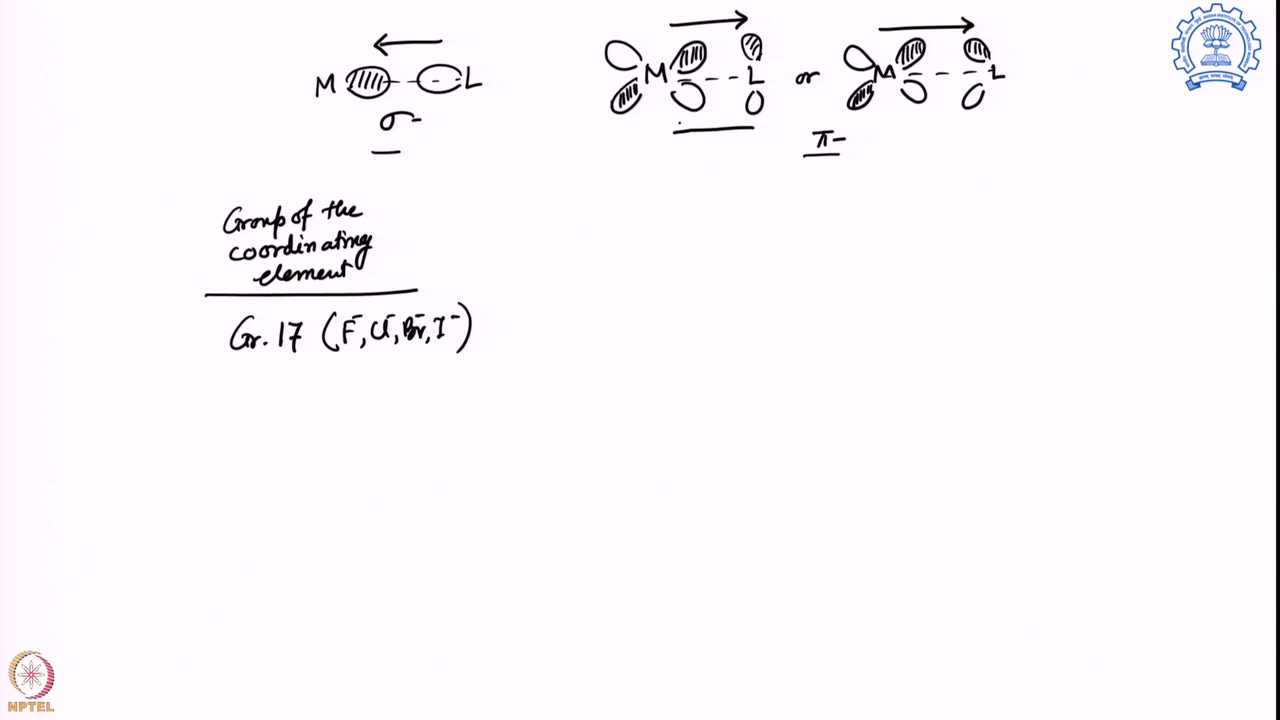 M L
σ-
M L or M L
π-
Group of the
coordinating
element
Gr. 17 (F⁻, Cl⁻, Br⁻, I⁻)
NPTEL